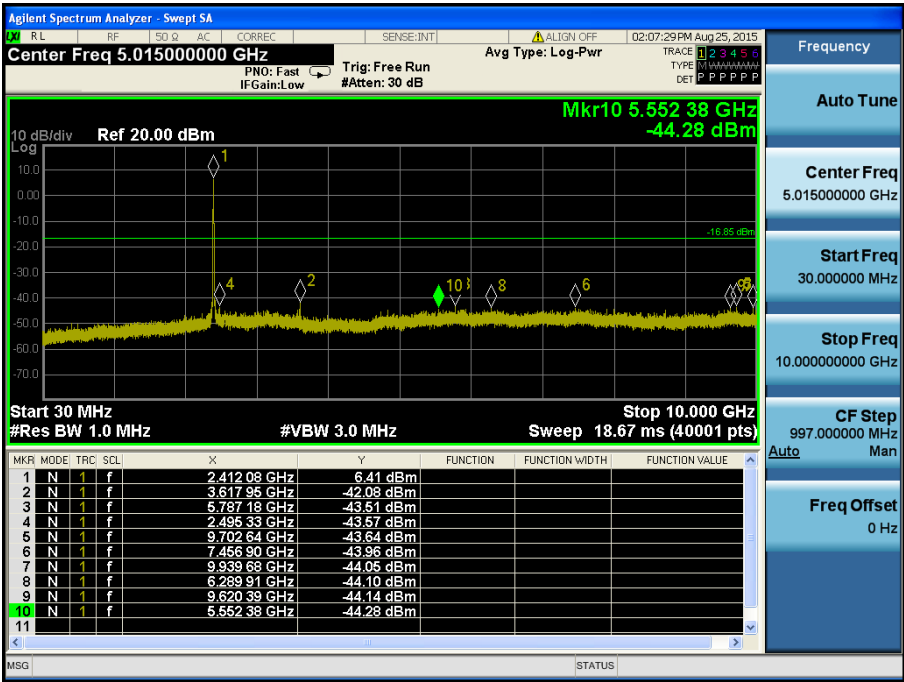 Agilent Spectrum Analyzer - Swept SA
LXI RL RF 50 Ω AC CORREC SENSE:INT ALIGN OFF 02:07:29 PM Aug 25, 2015
Center Freq 5.015000000 GHz Avg Type: Log-Pwr TRACE 1 2 3 4 5 6
PNO: Fast Trig: Free Run TYPE M WWWWW
IFGain:Low #Atten: 30 dB DET P P P P P P
Mkr10 5.552 38 GHz
-44.28 dBm
10 dB/div Ref 20.00 dBm
Log
10.0
0.00
-10.0
-20.0
-30.0
-40.0
-50.0
-60.0
-70.0
1
-16.85 dBm
4 2 10 8 6
Start 30 MHz Stop 10.000 GHz
#Res BW 1.0 MHz #VBW 3.0 MHz Sweep 18.67 ms (40001 pts)
MKR MODE TRC SCL X Y FUNCTION FUNCTION WIDTH FUNCTION VALUE
1 N 1 f 2.412 08 GHz 6.41 dBm
2 N 1 f 3.617 95 GHz -42.08 dBm
3 N 1 f 5.787 18 GHz -43.51 dBm
4 N 1 f 2.495 33 GHz -43.57 dBm
5 N 1 f 9.702 64 GHz -43.64 dBm
6 N 1 f 7.456 90 GHz -43.96 dBm
7 N 1 f 9.939 68 GHz -44.05 dBm
8 N 1 f 6.289 91 GHz -44.10 dBm
9 N 1 f 9.620 39 GHz -44.14 dBm
10 N 1 f 5.552 38 GHz -44.28 dBm
11
MSG STATUS
Frequency
Auto Tune
Center Freq
5.015000000 GHz
Start Freq
30.000000 MHz
Stop Freq
10.000000000 GHz
CF Step
997.000000 MHz
Auto Man
Freq Offset
0 Hz